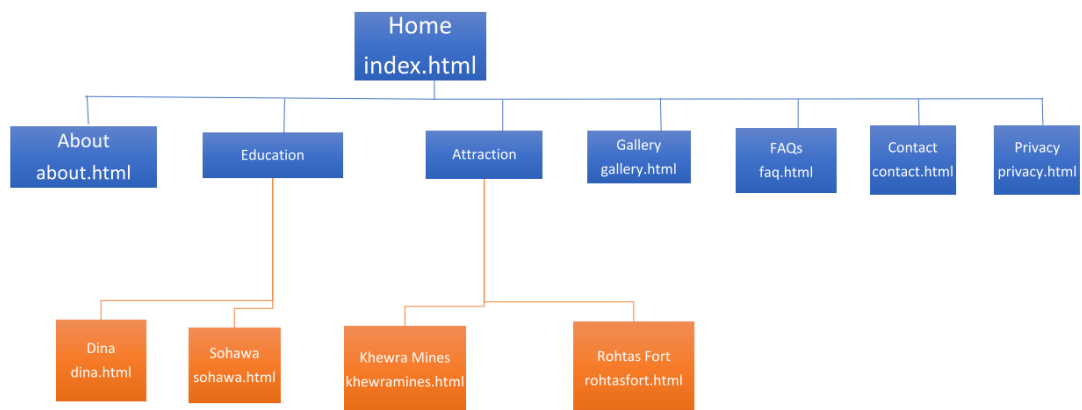 Home
index.html
About
about.html
Education
Attraction
Gallery
gallery.html
FAQs
faq.html
Contact
contact.html
Privacy
privacy.html
Dina
dina.html
Sohawa
sohawa.html
Khewra Mines
khewramines.html
Rohtas Fort
rohtasfort.html